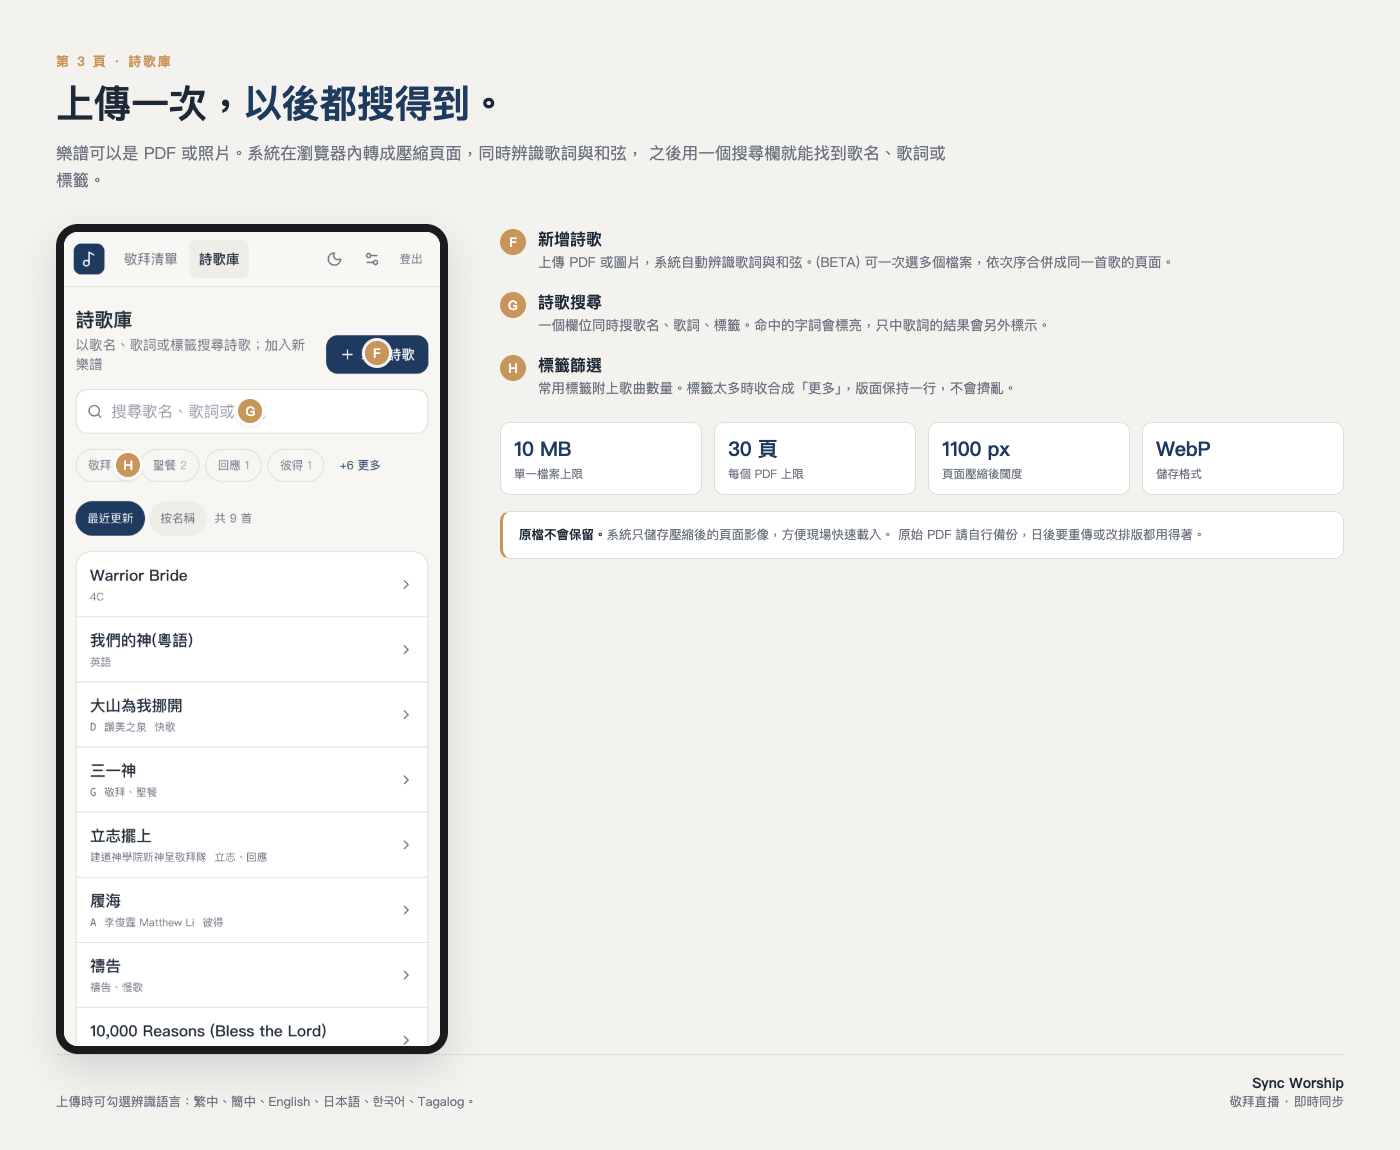 第 3 頁 · 詩歌庫
上傳一次，以後都搜得到。
樂譜可以是 PDF 或照片。系統在瀏覽器內轉成壓縮頁面，同時辨識歌詞與和弦， 之後用一個搜尋欄就能找到歌名、歌詞或
標籤。
敬拜清單 詩歌庫 登出
詩歌庫
以歌名、歌詞或標籤搜尋詩歌；加入新
樂譜
+ F 詩歌
搜尋歌名、歌詞或 G
敬拜 H 聖餐 2 回應 1 彼得 1 +6 更多
最近更新 按名稱 共 9 首
Warrior Bride
4C
我們的神(粵語)
英語
大山為我挪開
D 讚美之泉 快歌
三一神
G 敬拜、聖餐
立志擺上
建道神學院新神呈敬拜隊 立志、回應
履海
A 李俊霆 Matthew Li 彼得
禱告
禱告、慢歌
10,000 Reasons (Bless the Lord)
F 新增詩歌
上傳 PDF 或圖片，系統自動辨識歌詞與和弦。(BETA) 可一次選多個檔案，依次序合併成同一首歌的頁面。
G 詩歌搜尋
一個欄位同時搜歌名、歌詞、標籤。命中的字詞會標亮，只中歌詞的結果會另外標示。
H 標籤篩選
常用標籤附上歌曲數量。標籤太多時收合成「更多」，版面保持一行，不會擠亂。
10 MB
單一檔案上限
30 頁
每個 PDF 上限
1100 px
頁面壓縮後闊度
WebP
儲存格式
原檔不會保留。系統只儲存壓縮後的頁面影像，方便現場快速載入。 原始 PDF 請自行備份，日後要重傳或改排版都用得著。
上傳時可勾選辨識語言：繁中、簡中、English、日本語、한국어、Tagalog。
Sync Worship
敬拜直播 · 即時同步